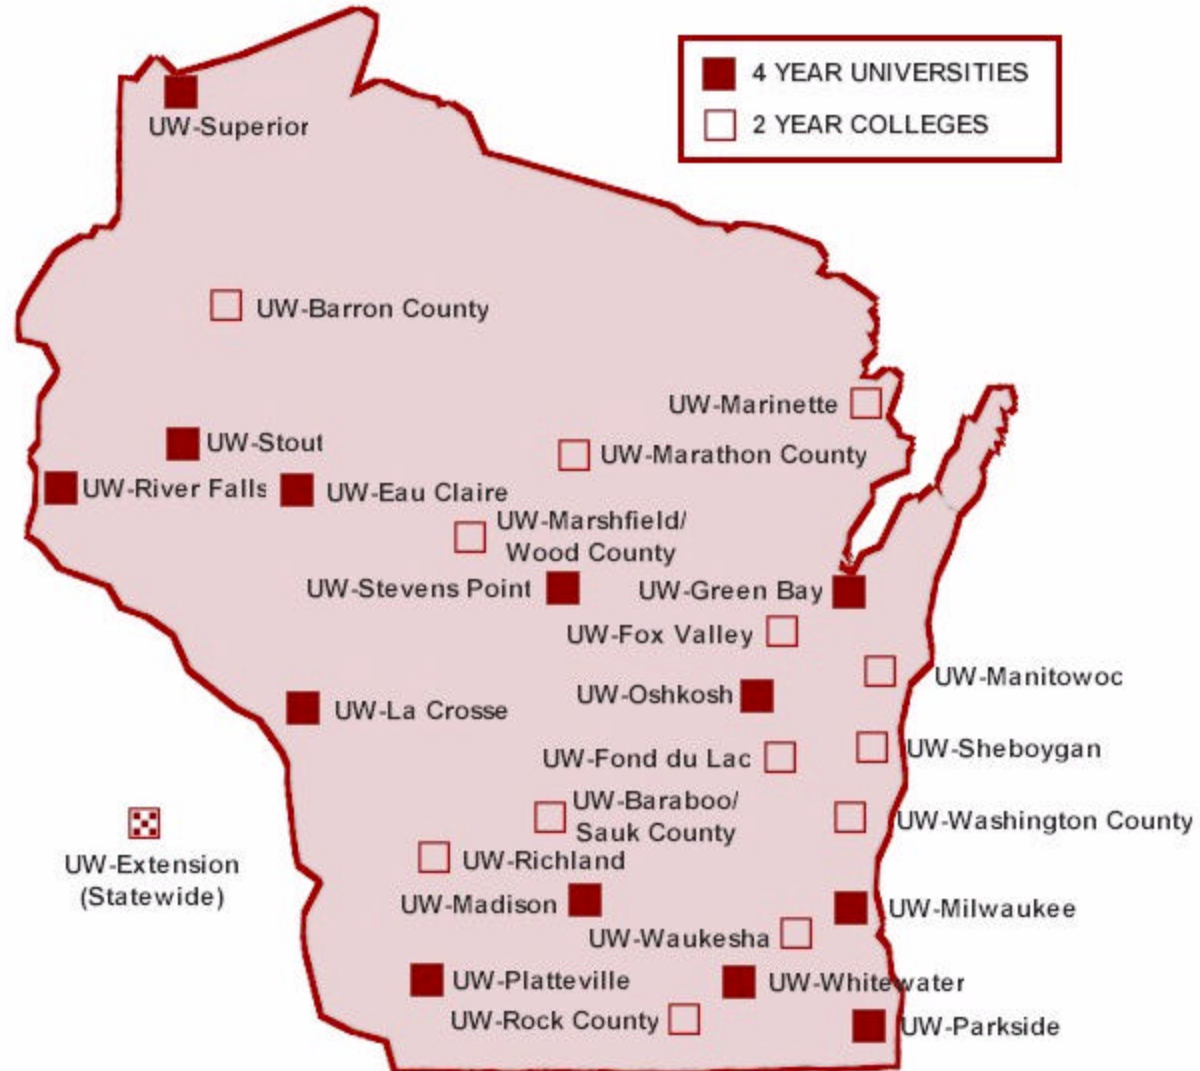 4 YEAR UNIVERSITIES
2 YEAR COLLEGES
UW-Superior
UW-Barron County
UW-Marinette
UW-Stout
UW-Marathon County
UW-River Falls
UW-Eau Claire
UW-Marshfield/
Wood County
UW-Stevens Point
UW-Green Bay
UW-Fox Valley
UW-Manitowoc
UW-Oshkosh
UW-La Crosse
UW-Sheboygan
UW-Fond du Lac
UW-Baraboo/
Sauk County
UW-Washington County
UW-Extension
(Statewide)
UW-Richland
UW-Madison
UW-Milwaukee
UW-Waukesha
UW-Platteville
UW-Whitewater
UW-Rock County
UW-Parkside